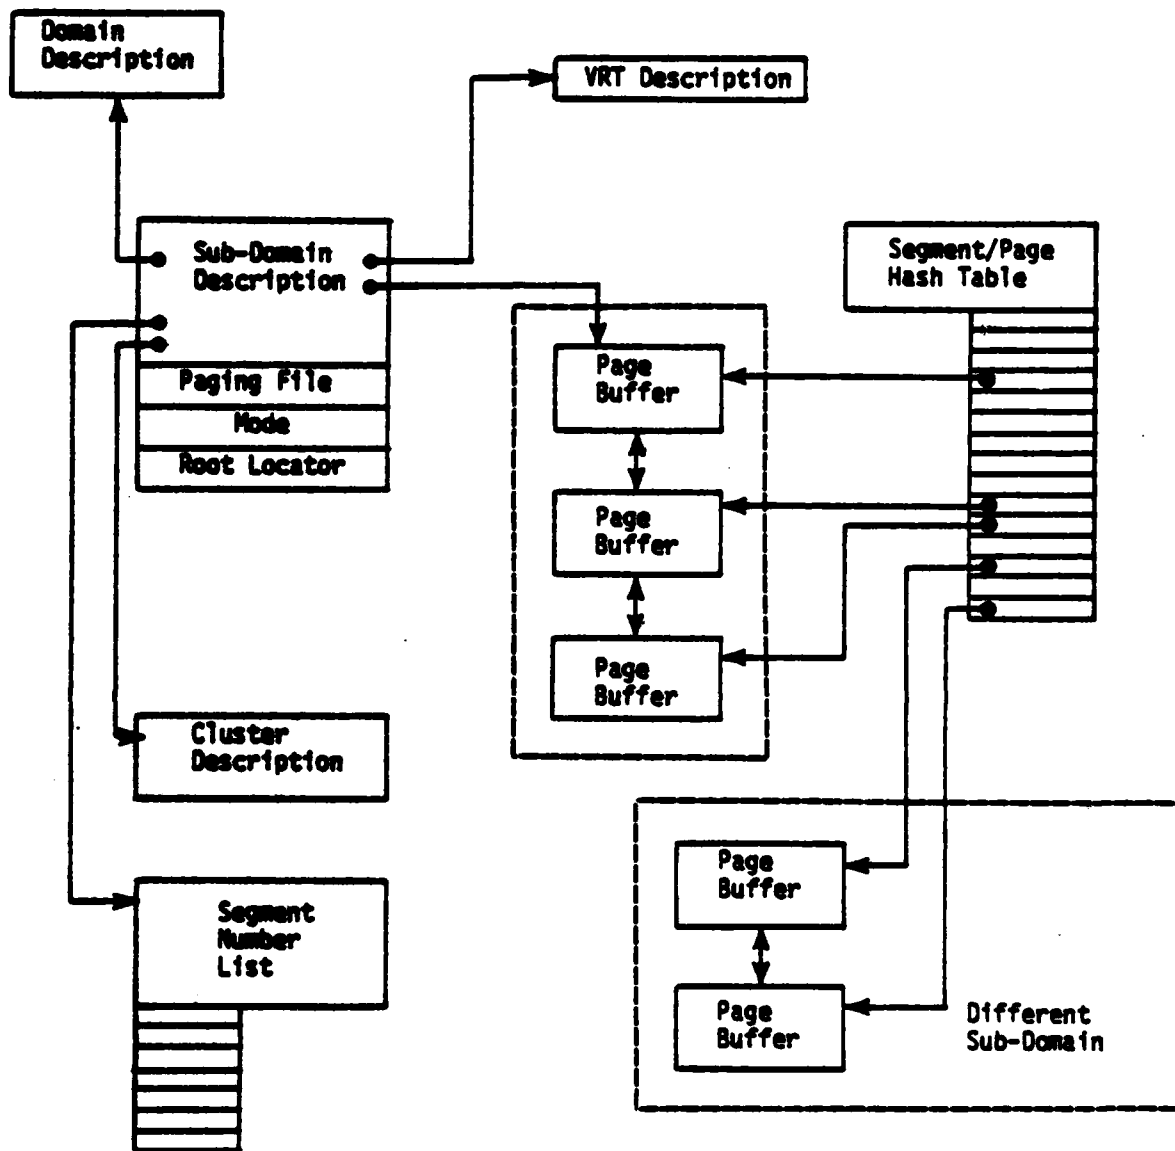 Domain
Description
VRT Description
Sub-Domain
Description
Paging File
Mode
Root Locator
Segment/Page
Hash Table
Page
Buffer
Page
Buffer
Page
Buffer
Cluster
Description
Segment
Number
List
Page
Buffer
Page
Buffer
Different
Sub-Domain